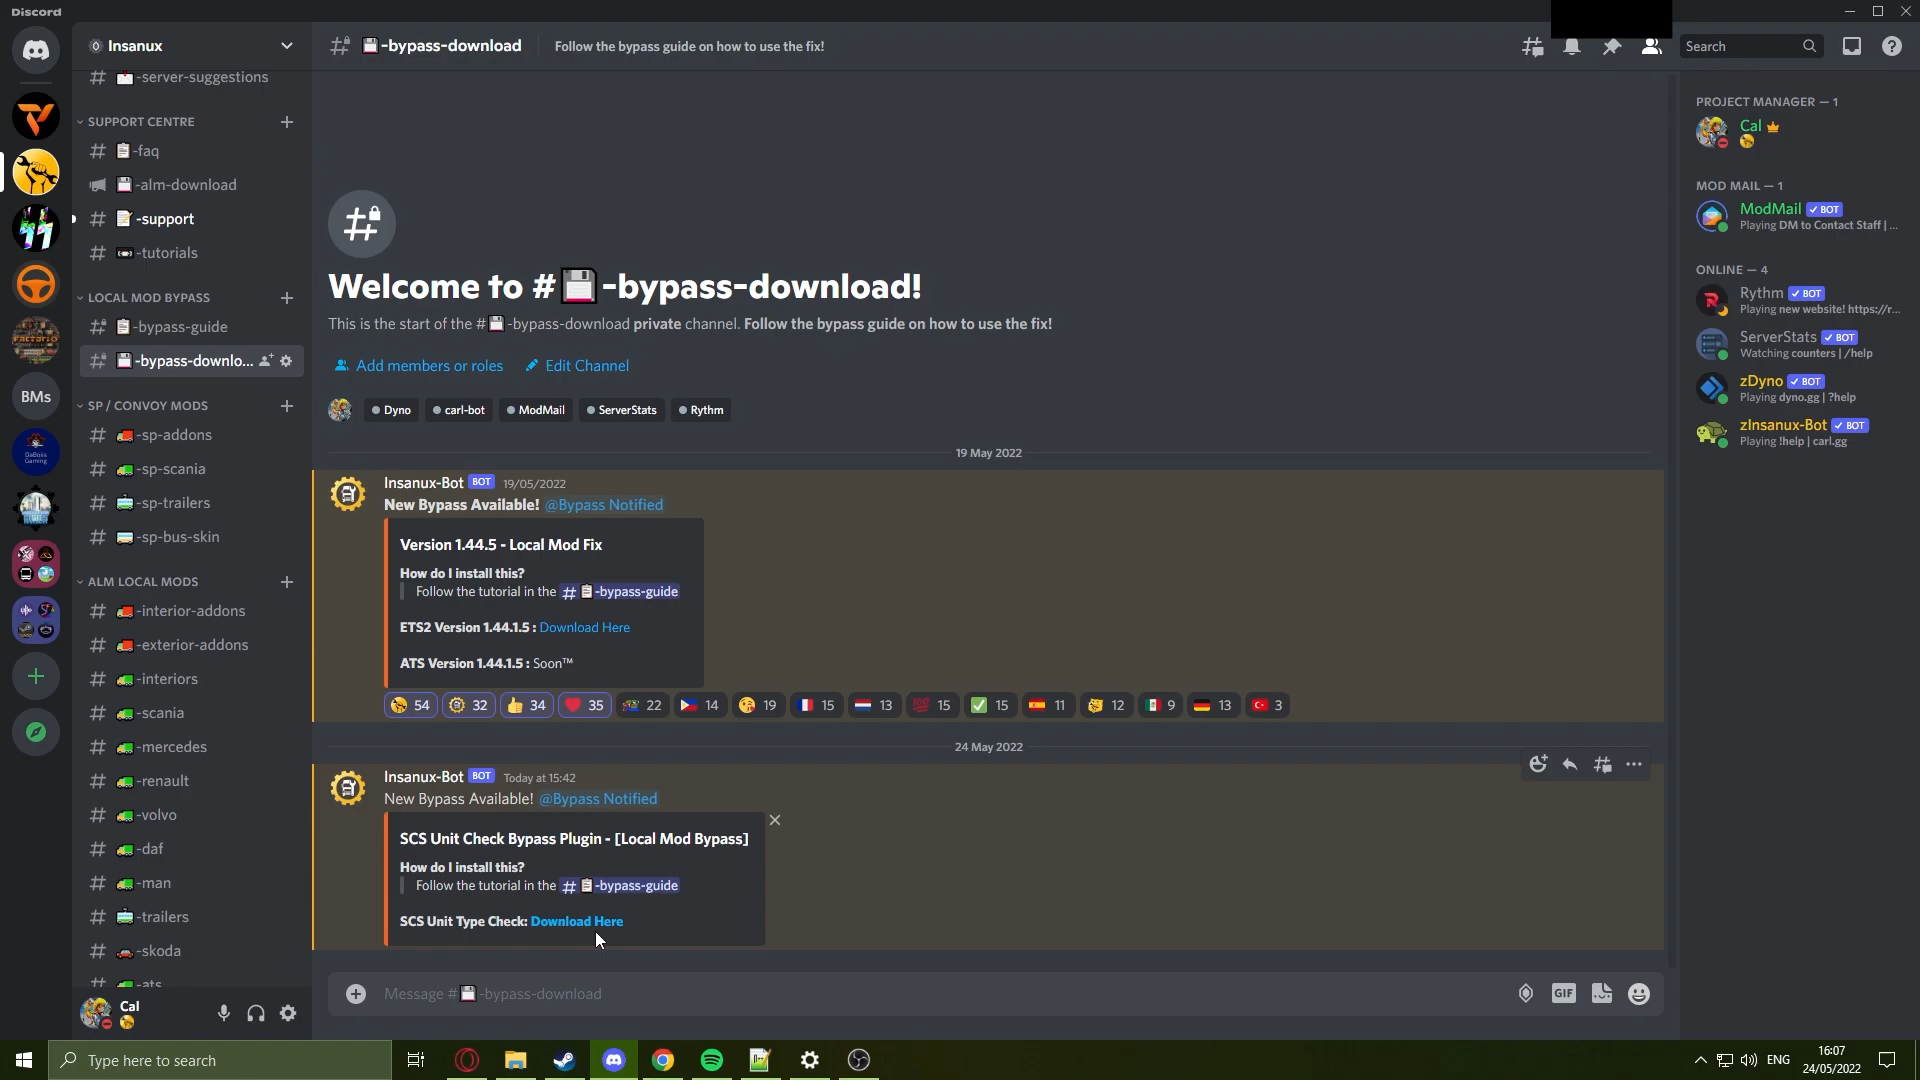 Discord
Insanux
-server-suggestions
SUPPORT CENTRE
-faq
-alm-download
-support
-tutorials
LOCAL MOD BYPASS
-bypass-guide
-bypass-downlo...
SP / CONVOY MODS
-sp-addons
-sp-scania
-sp-trailers
-sp-bus-skin
ALM LOCAL MODS
-interior-addons
-exterior-addons
-interiors
-scania
-mercedes
-renault
-volvo
-daf
-man
-trailers
-skoda
-ats
Cal
BMs
-bypass-download
Follow the bypass guide on how to use the fix!
Search
Welcome to #💾-bypass-download!
This is the start of the #💾-bypass-download private channel. Follow the bypass guide on how to use the fix!
Add members or roles
Edit Channel
Dyno
carl-bot
ModMail
ServerStats
Rythm
19 May 2022
Insanux-Bot BOT 19/05/2022
New Bypass Available! @Bypass Notified
Version 1.44.5 - Local Mod Fix
How do I install this?
Follow the tutorial in the # 📋-bypass-guide
ETS2 Version 1.44.1.5 : Download Here
ATS Version 1.44.1.5 : Soon™
54 32 34 35 22 14 19 15 13 15 15 11 12 9 13 3
24 May 2022
Insanux-Bot BOT Today at 15:42
New Bypass Available! @Bypass Notified
SCS Unit Check Bypass Plugin - [Local Mod Bypass]
How do I install this?
Follow the tutorial in the # 📋-bypass-guide
SCS Unit Type Check: Download Here
Message #💾-bypass-download
GIF
PROJECT MANAGER — 1
Cal
MOD MAIL — 1
ModMail ✓ BOT
Playing DM to Contact Staff | ...
ONLINE — 4
Rythm ✓ BOT
Playing new website! https://r...
ServerStats ✓ BOT
Watching counters | /help
zDyno ✓ BOT
Playing dyno.gg | ?help
zInsanux-Bot ✓ BOT
Playing !help | carl.gg
Type here to search
ENG
16:07
24/05/2022